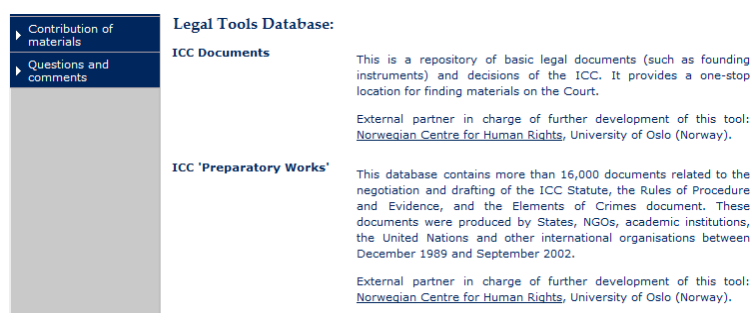 Contribution of
materials
Questions and
comments
Legal Tools Database:
ICC Documents
This is a repository of basic legal documents (such as founding
instruments) and decisions of the ICC. It provides a one-stop
location for finding materials on the Court.
External partner in charge of further development of this tool:
Norwegian Centre for Human Rights, University of Oslo (Norway).
ICC 'Preparatory Works'
This database contains more than 16,000 documents related to the
negotiation and drafting of the ICC Statute, the Rules of Procedure
and Evidence, and the Elements of Crimes document. These
documents were produced by States, NGOs, academic institutions,
the United Nations and other international organisations between
December 1989 and September 2002.
External partner in charge of further development of this tool:
Norwegian Centre for Human Rights, University of Oslo (Norway).